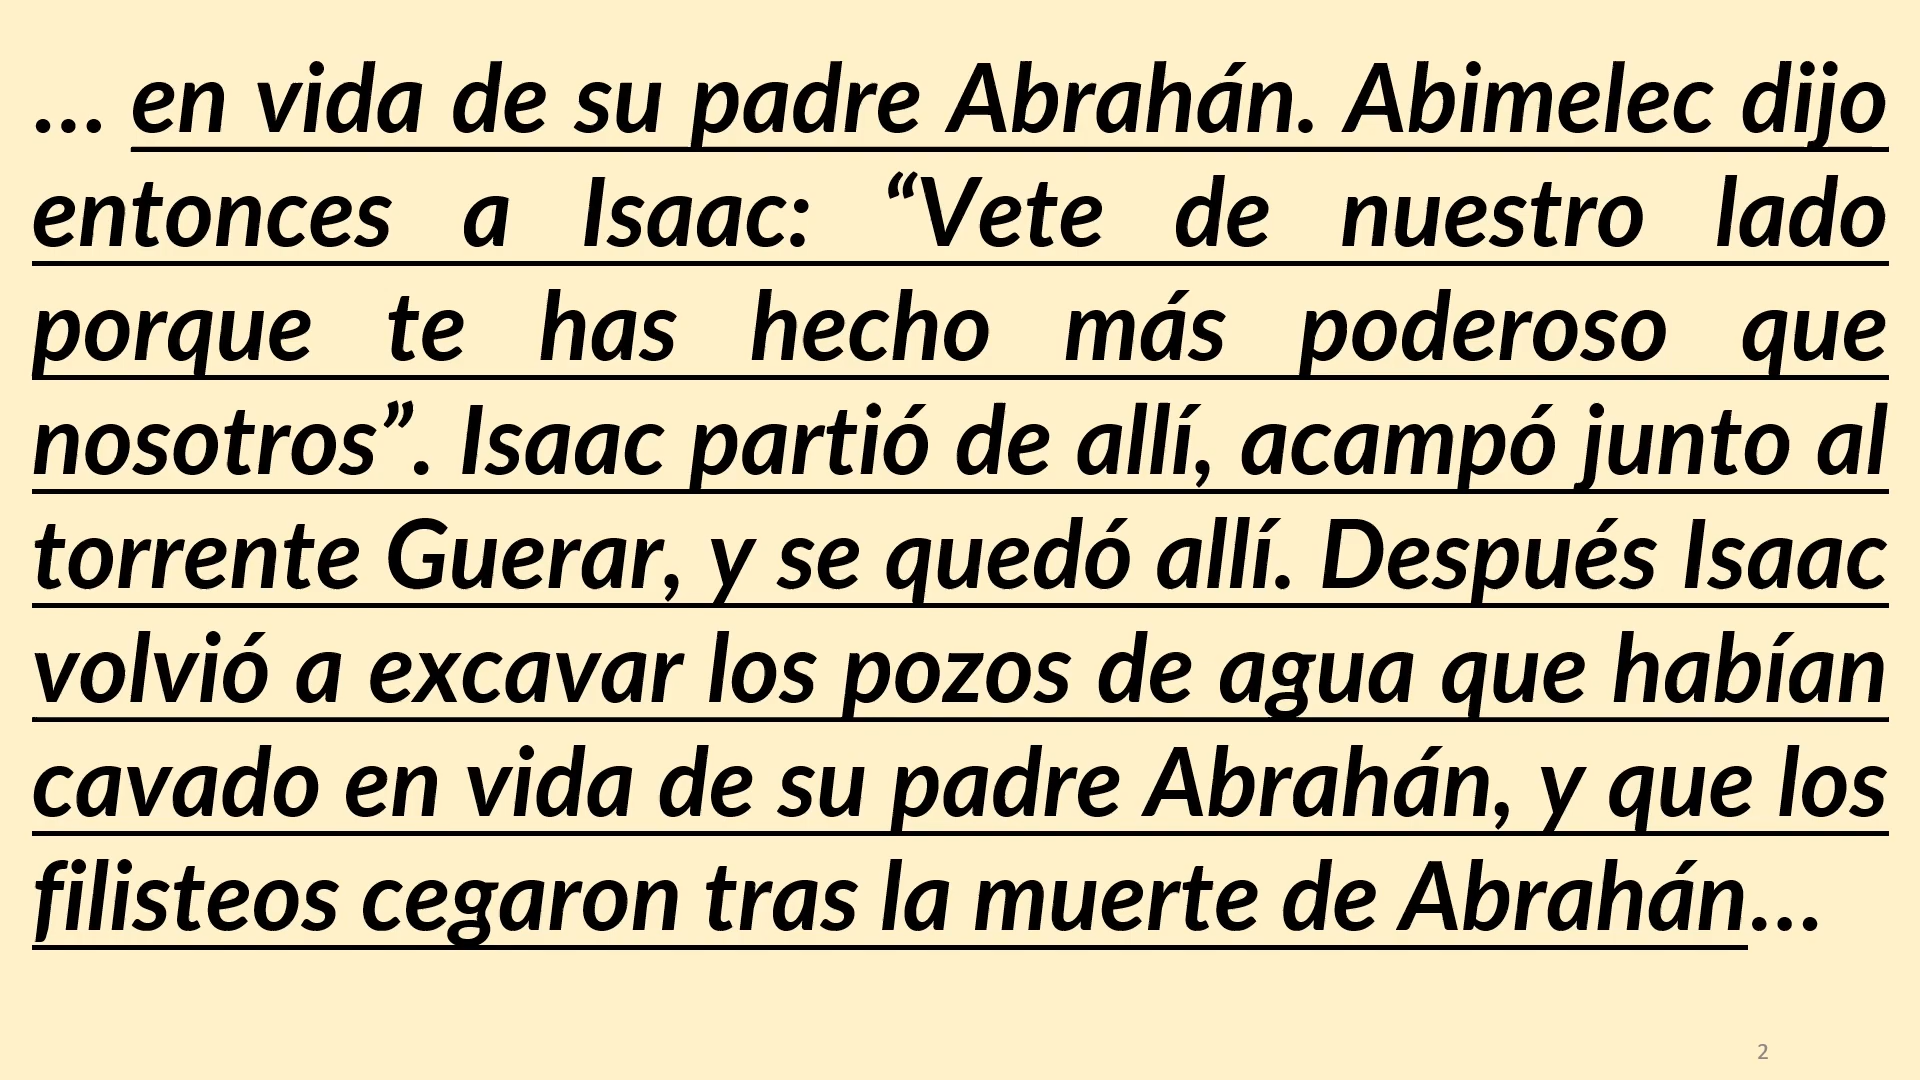 … en vida de su padre Abrahán. Abimelec dijo
entonces a Isaac: “Vete de nuestro lado
porque te has hecho más poderoso que
nosotros”. Isaac partió de allí, acampó junto al
torrente Guerar, y se quedó allí. Después Isaac
volvió a excavar los pozos de agua que habían
cavado en vida de su padre Abrahán, y que los
filisteos cegaron tras la muerte de Abrahán…
2